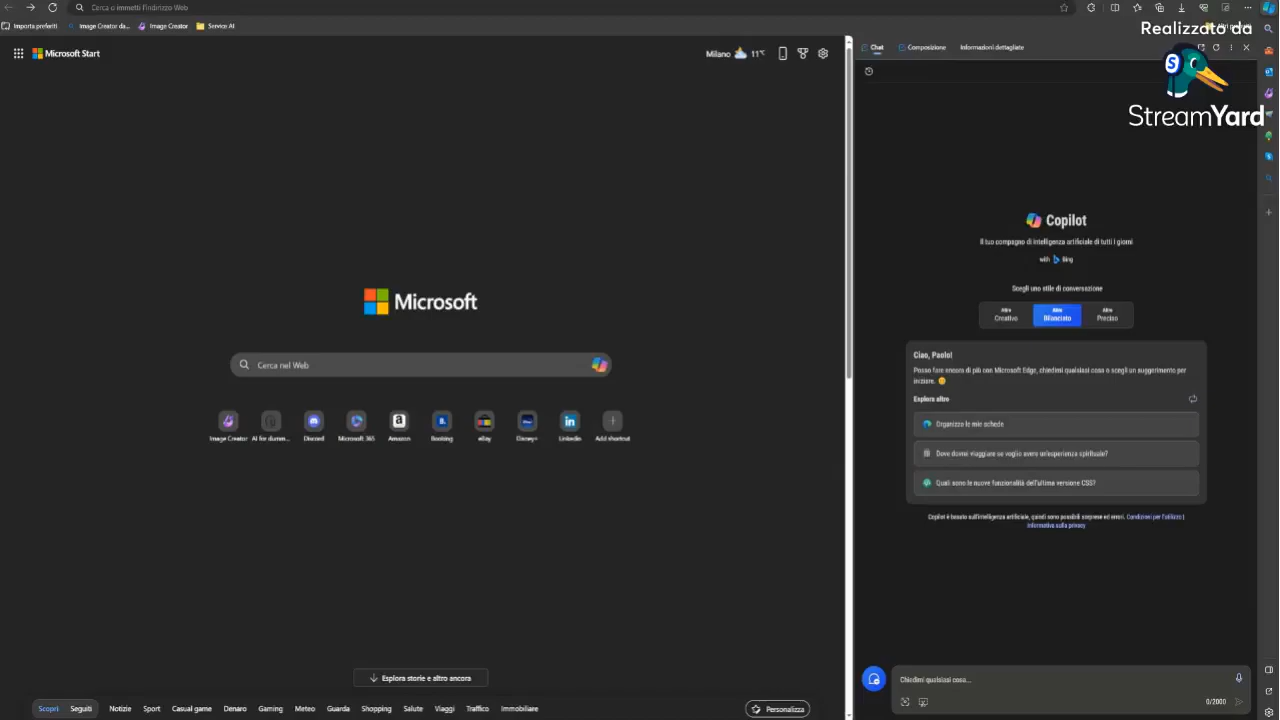 Cerca o immetti l'indirizzo Web
Importa preferiti
Image Creator da...
Image Creator
Service AI
Realizzato da
StreamYard
Microsoft Start
Milano
11°C
Chat
Composizione
Informazioni dettagliate
Copilot
Il tuo compagno di intelligenza artificiale di tutti i giorni
with Bing
Scegli uno stile di conversazione
Altro
Creativo
Altro
Bilanciato
Altro
Preciso
Microsoft
Cerca nel Web
Image Creator
AI for dumm...
Discord
Microsoft 365
Amazon
Booking
eBay
Disney+
LinkedIn
Add shortcut
Ciao, Paolo!
Posso fare ancora di più con Microsoft Edge, chiedimi qualsiasi cosa o scegli un suggerimento per
iniziare. 😊
Esplora altro
Organizza le mie schede
Dove dovrei viaggiare se voglio avere un'esperienza spirituale?
Quali sono le nuove funzionalità dell'ultima versione CSS?
Copilot è basato sull'intelligenza artificiale, quindi sono possibili sorprese ed errori. Condizioni per l'utilizzo |
Informativa sulla privacy
Esplora storie e altro ancora
Chiedimi qualsiasi cosa...
0/2000
Scopri
Seguiti
Notizie
Sport
Casual game
Denaro
Gaming
Meteo
Guarda
Shopping
Salute
Viaggi
Traffico
Immobiliare
Personalizza